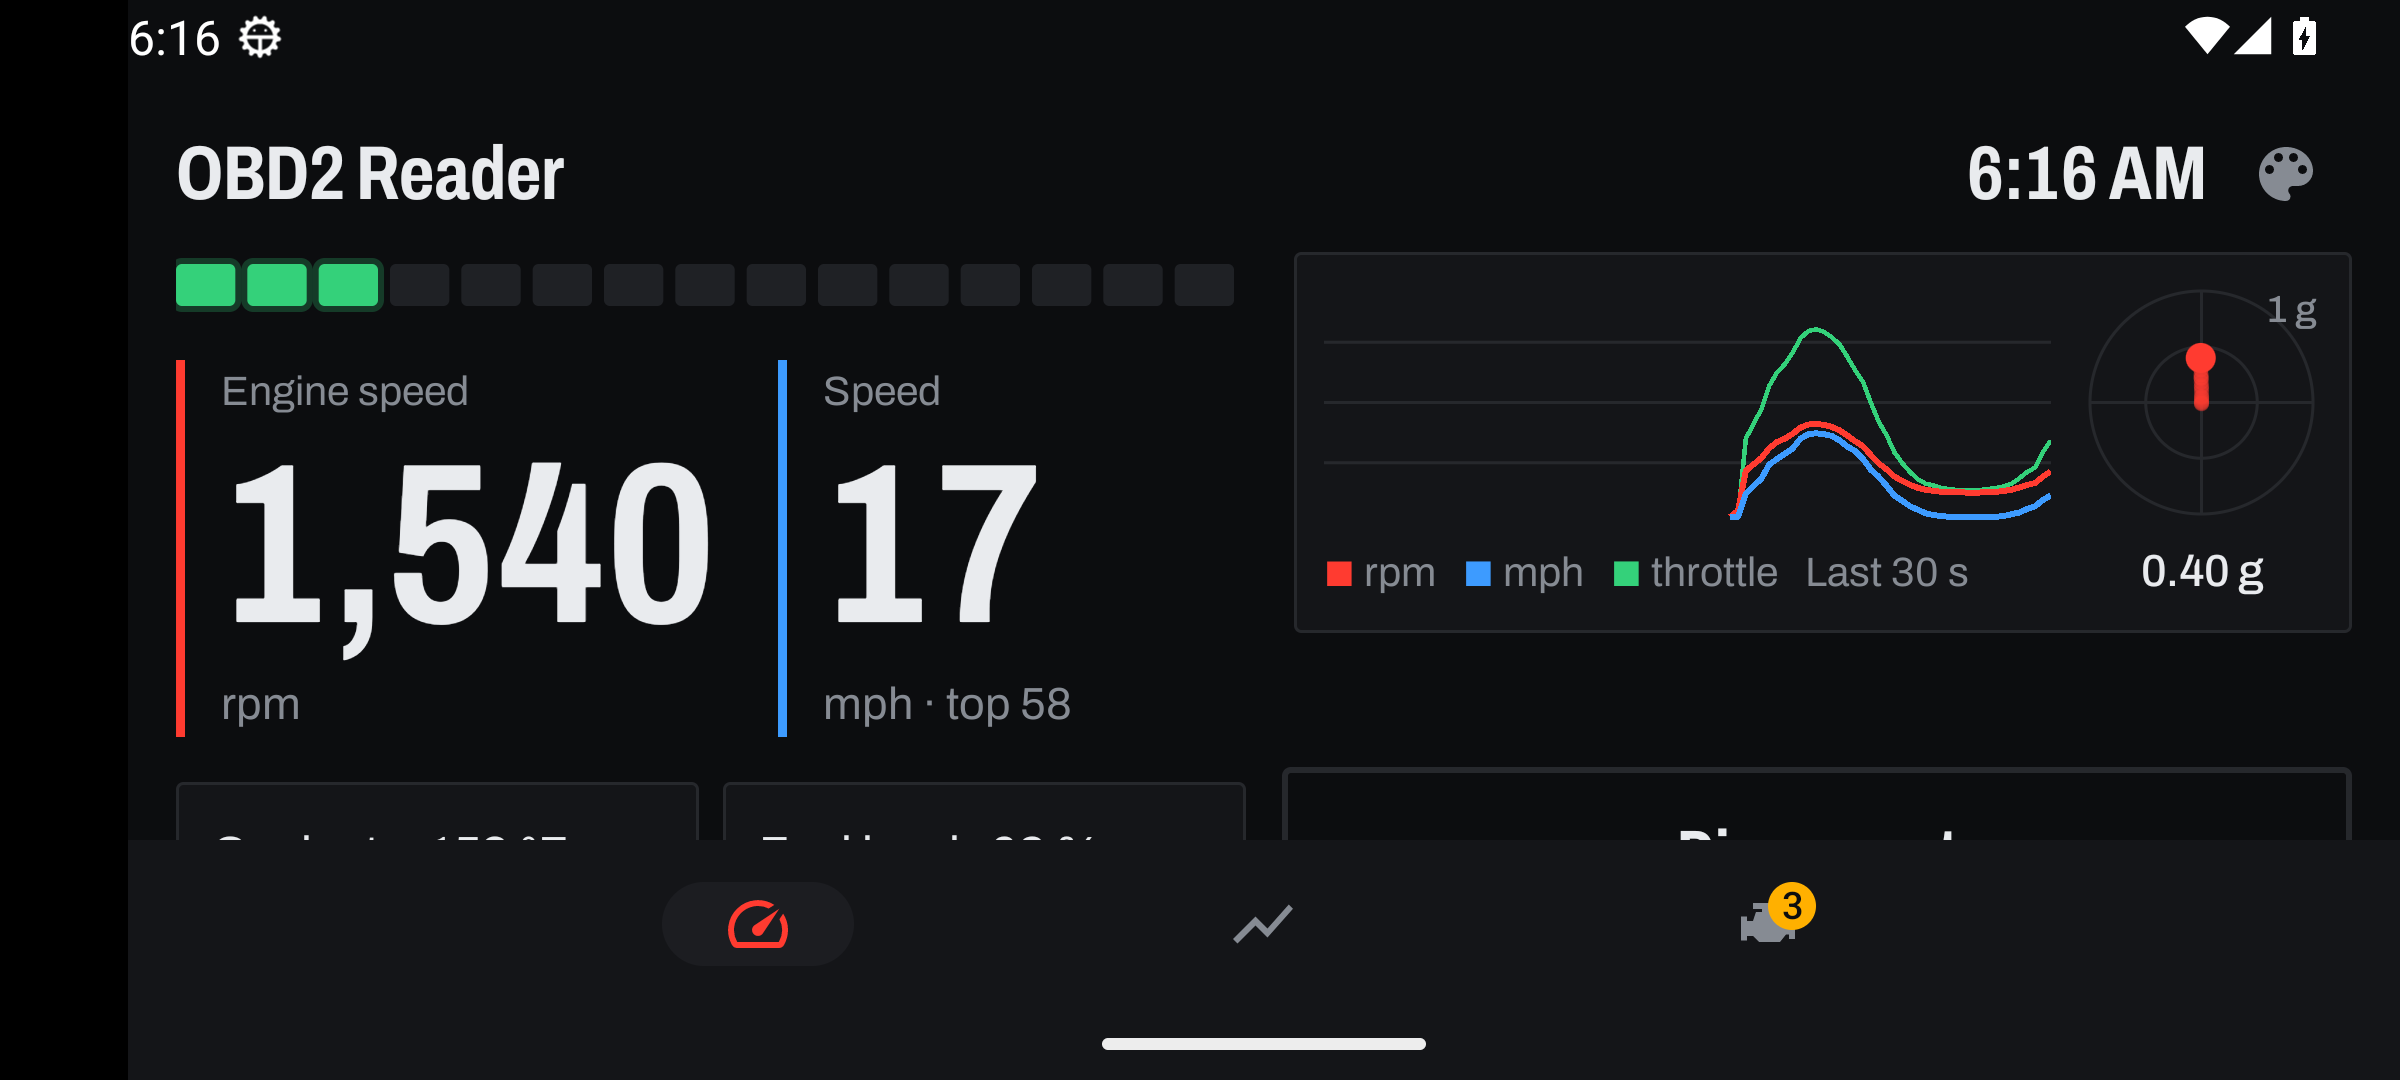 6:16
OBD2 Reader
6:16 AM
Engine speed
1,540
rpm
Speed
17
mph · top 58
1 g
rpm mph throttle Last 30 s
0.40 g
3